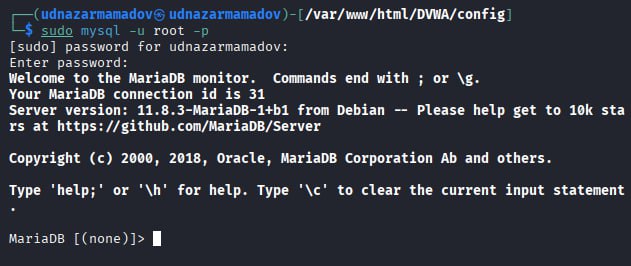 ┌──(udnazarmamadov㉿ udnazarmamadov)-[/var/www/html/DVWA/config]
└─$ sudo mysql -u root -p
[sudo] password for udnazarmamadov:
Enter password:
Welcome to the MariaDB monitor.  Commands end with ; or \g.
Your MariaDB connection id is 31
Server version: 11.8.3-MariaDB-1+b1 from Debian -- Please help get to 10k sta
rs at https://github.com/MariaDB/Server
Copyright (c) 2000, 2018, Oracle, MariaDB Corporation Ab and others.
Type 'help;' or '\h' for help. Type '\c' to clear the current input statement
.
MariaDB [(none)]>